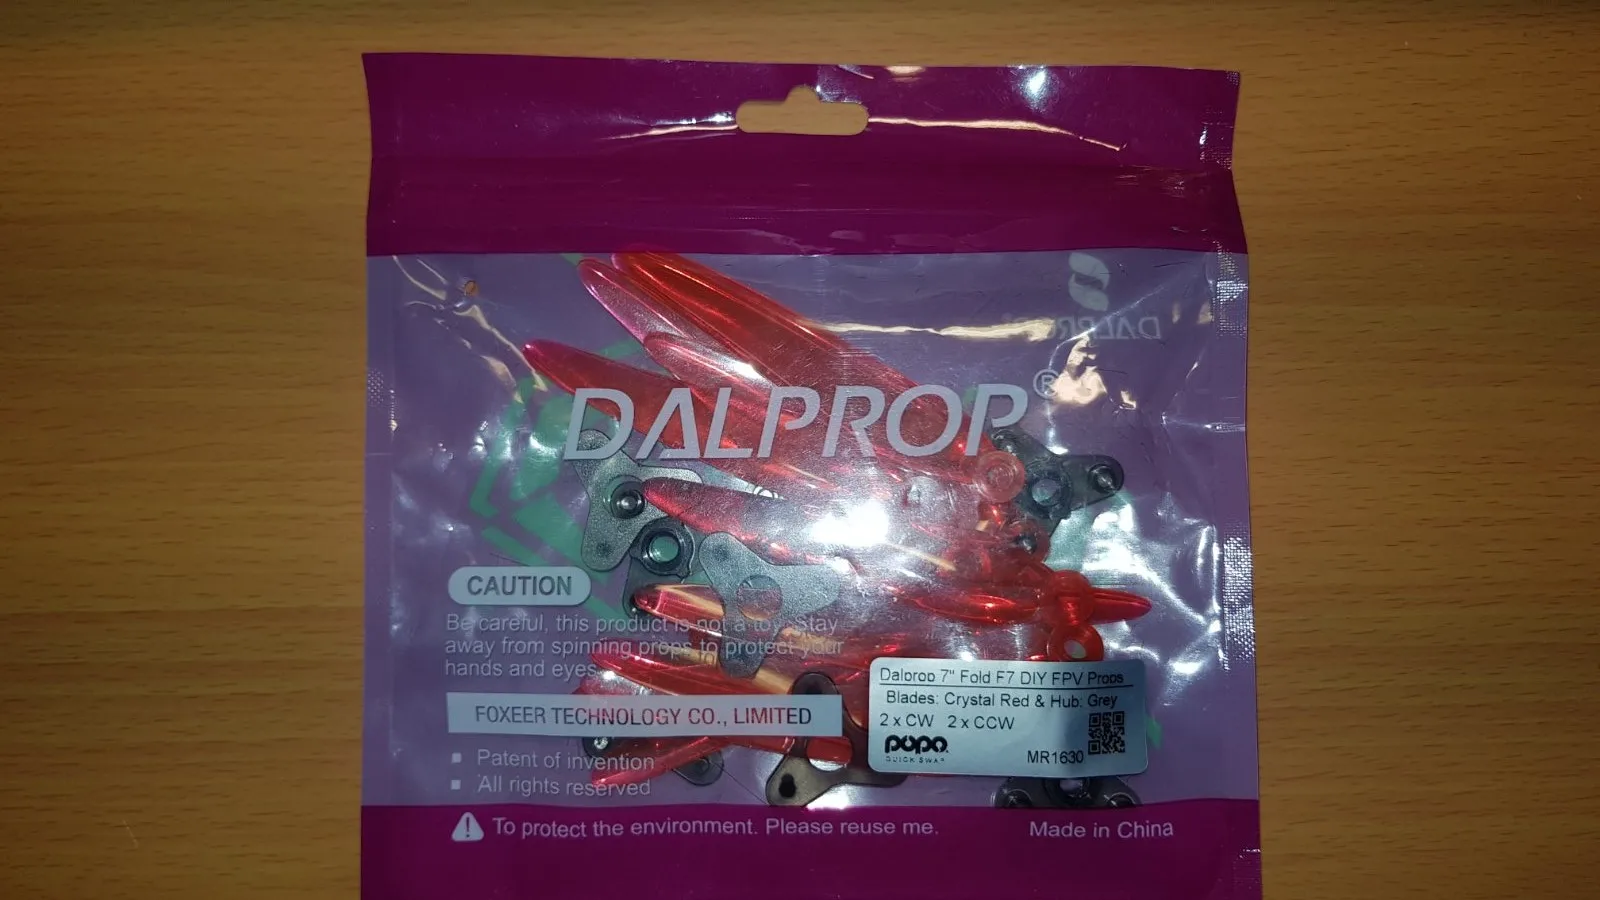 DALPROP
DALPROP®
CAUTION
Be careful, this product is not a toy. Stay
away from spinning props to protect your
hands and eyes.
FOXEER TECHNOLOGY CO., LIMITED
Patent of invention
All rights reserved
Dalprop 7" Fold F7 DIY FPV Props
Blades: Crystal Red & Hub: Grey
2 x CW 2 x CCW
POPO
QUICK SWAP
MR1630
To protect the environment. Please reuse me.
Made in China